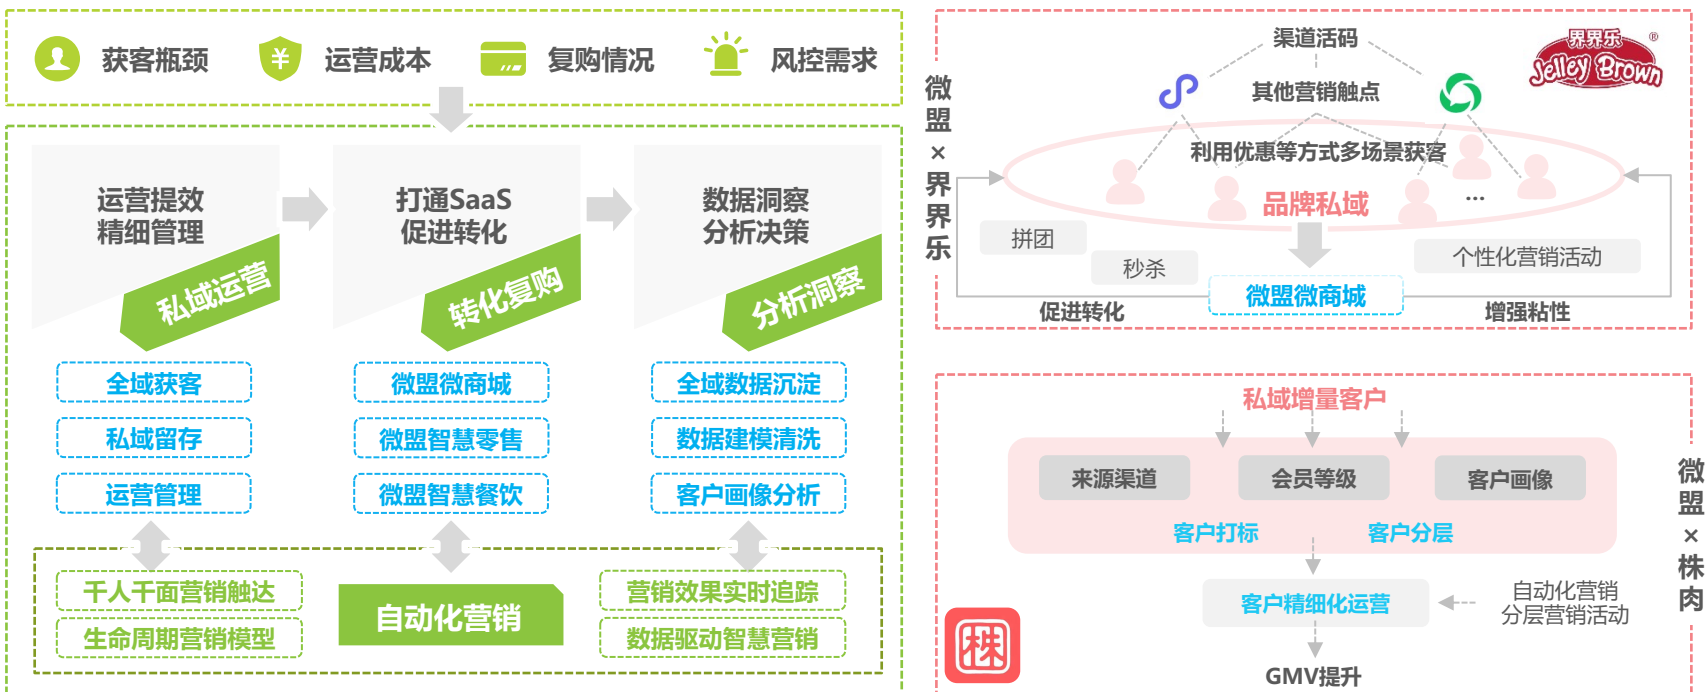 获客瓶颈
运营成本
复购情况
风控需求
运营提效
精细管理
私域运营
打通SaaS
促进转化
转化复购
数据洞察
分析决策
分析洞察
全域获客
私域留存
运营管理
微盟微商城
微盟智慧零售
微盟智慧餐饮
全域数据沉淀
数据建模清洗
客户画像分析
千人千面营销触达
生命周期营销模型
自动化营销
营销效果实时追踪
数据驱动智慧营销
微盟×界界乐
渠道活码
其他营销触点
界界乐
®
Jelley Brown
利用优惠等方式多场景获客
...
品牌私域
拼团
秒杀
个性化营销活动
微盟微商城
促进转化
增强粘性
私域增量客户
来源渠道
会员等级
客户画像
客户打标
客户分层
客户精细化运营
自动化营销
分层营销活动
GMV提升
株
微盟×株肉